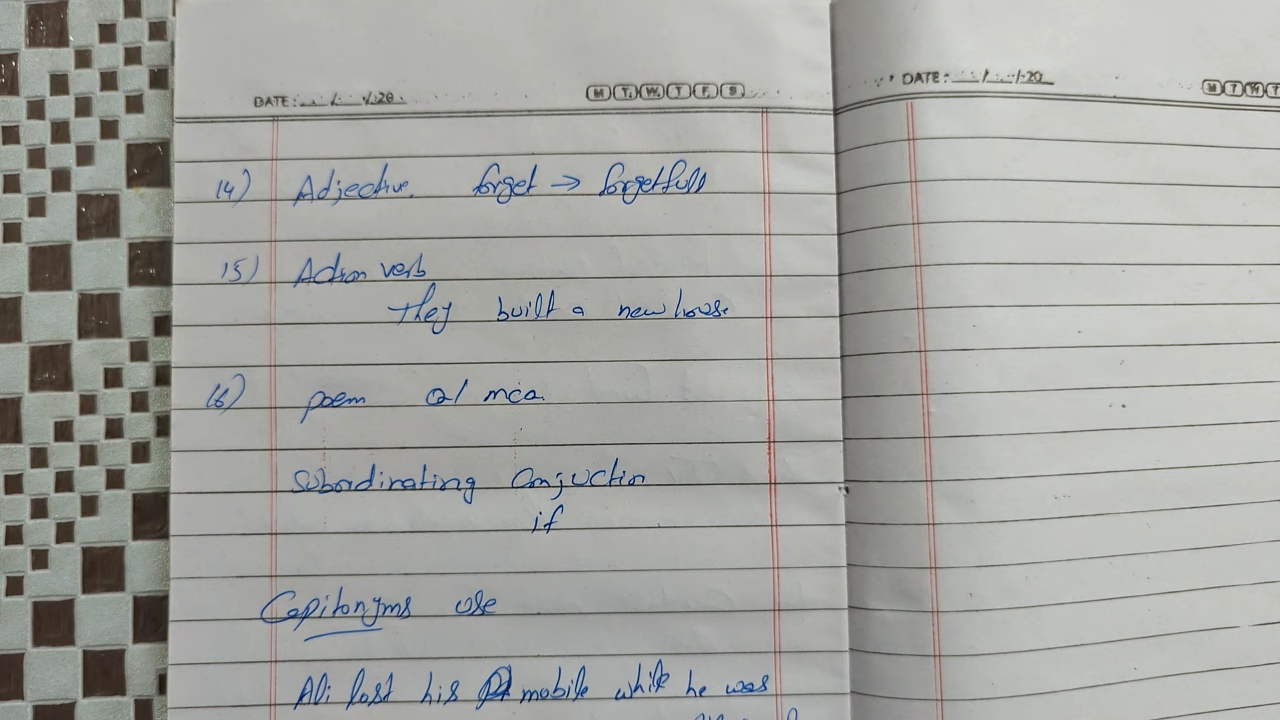 DATE: / /20 M T W T F S
DATE: / /20 M T W T
14) Adjective forget → forgetfull
15) Action verb
They built a new house
16) poem Q1 mca
Subordinating Conjuction
if
Capitonyms use
Ali lost his mobile while he was